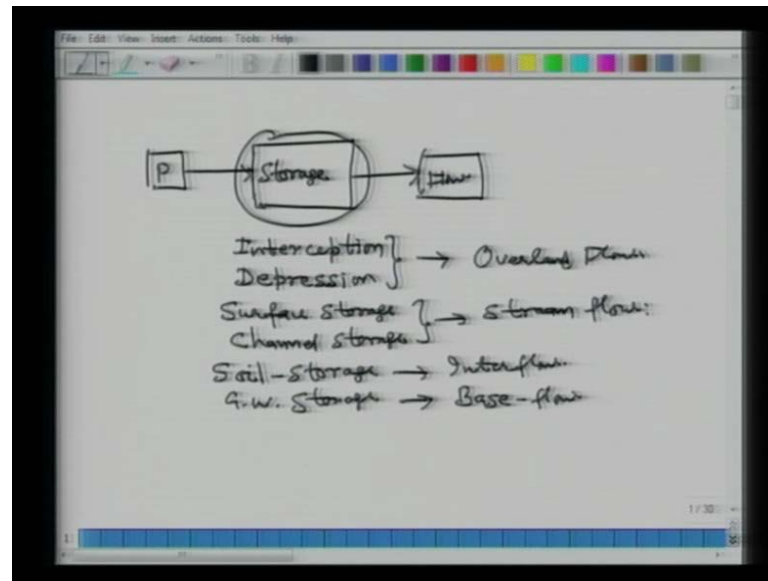 File Edit View Insert Actions Tools Help
P → Storage → Flow
Interception
Depression → Overland Flow
Surface Storage
Channel Storage → Stream flow:
Soil-Storage → Interflow
G.W. Storage → Base-flow
1/30
1: